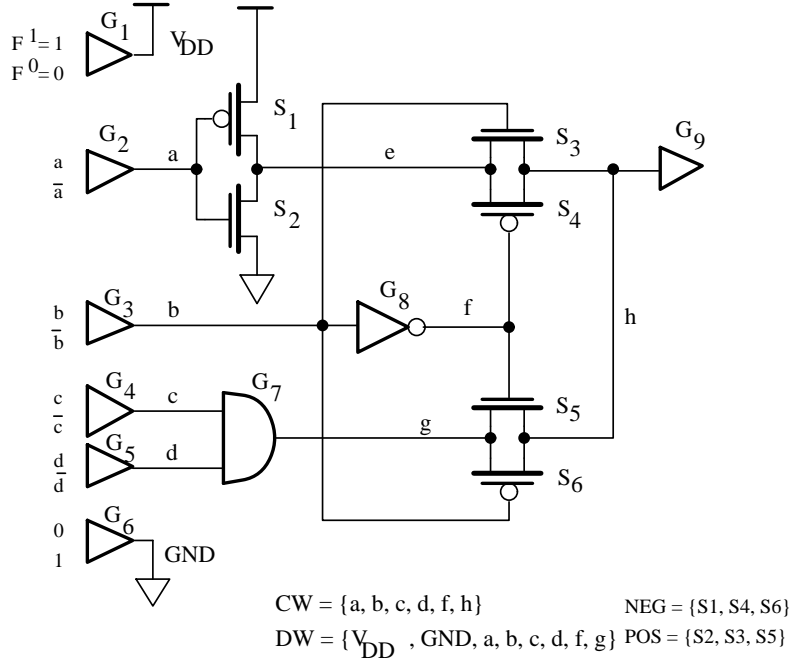 G1
F1=1
F0=0
VDD
S1
G2
a
a̅
a
e
S3
G9
S2
S4
G3
b
b̅
b
G8
f
h
G4
c
c̅
c
G7
S5
G5
d
d̅
d
g
S6
G6
0
1
GND
CW = {a, b, c, d, f, h}
NEG = {S1, S4, S6}
DW = {VDD , GND, a, b, c, d, f, g}
POS = {S2, S3, S5}